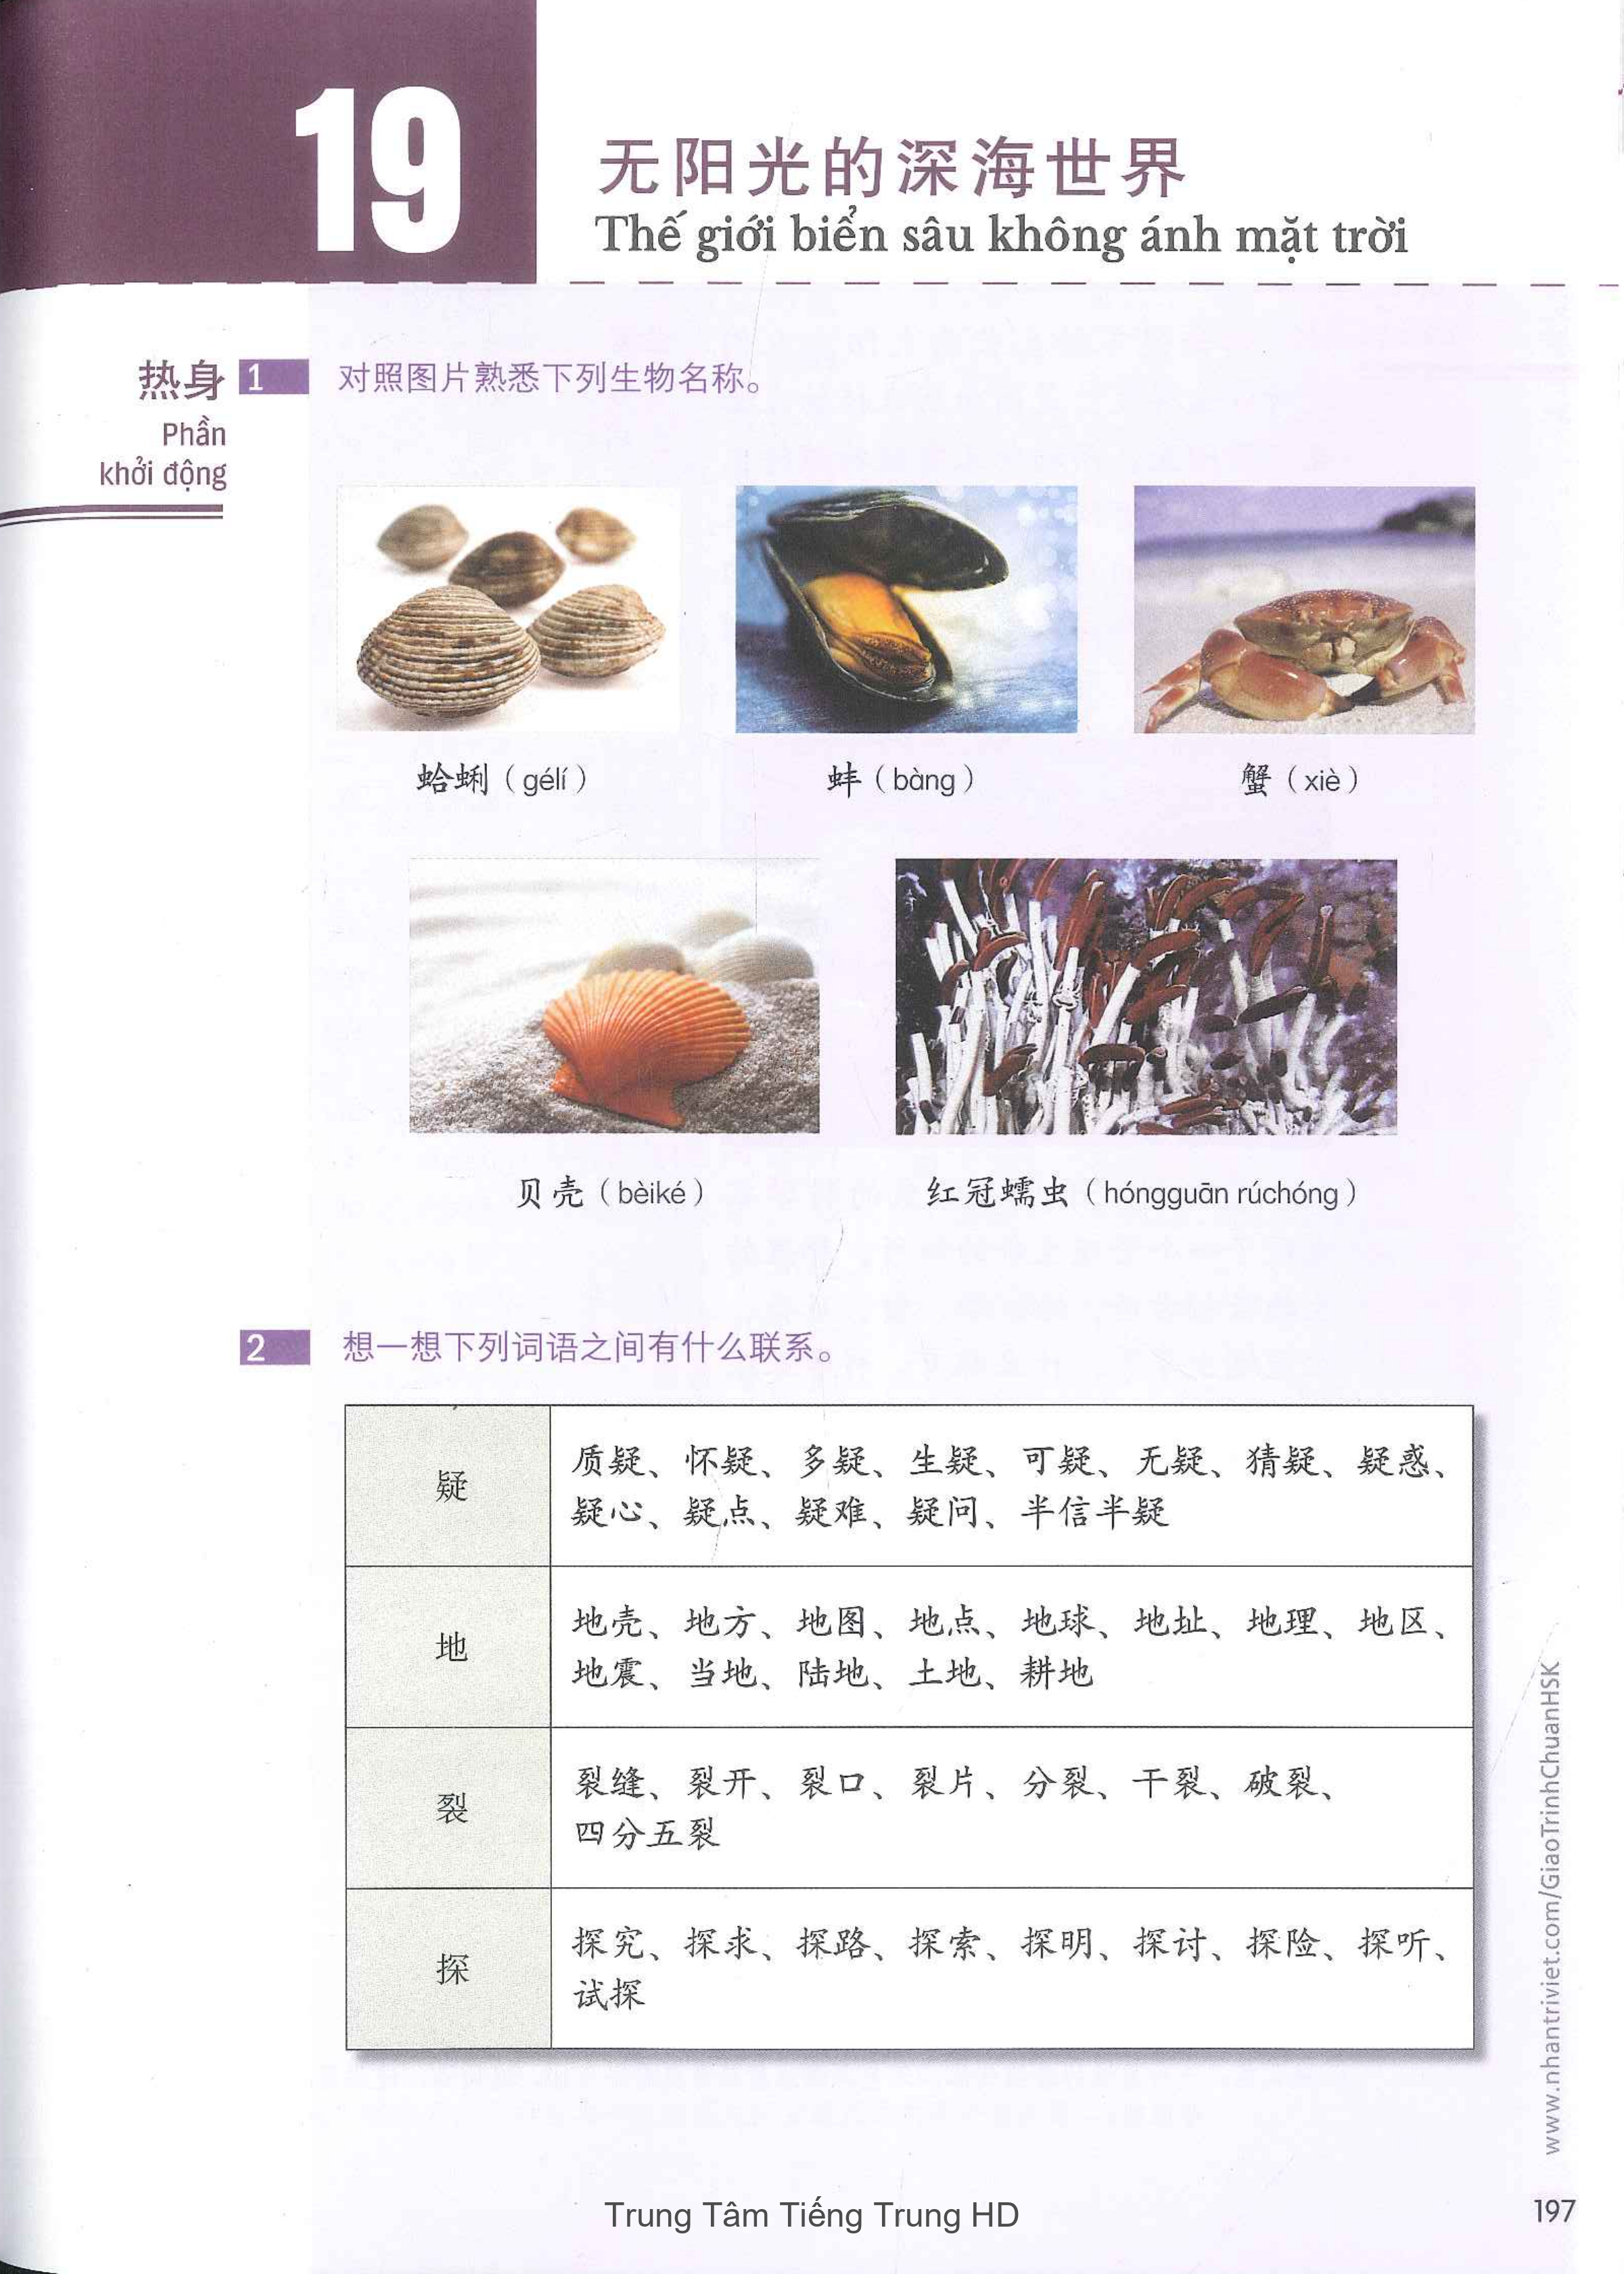 19
无阳光的深海世界
Thế giới biển sâu không ánh mặt trời
热身
Phần
khởi động
1 对照图片熟悉下列生物名称。
蛤蜊（gélí）
蚌（bàng）
蟹（xiè）
贝壳（bèiké）
红冠蠕虫（hóngguān rúchóng）
2 想一想下列词语之间有什么联系。
疑
质疑、怀疑、多疑、生疑、可疑、无疑、猜疑、疑惑、
疑心、疑点、疑难、疑问、半信半疑
地
地壳、地方、地图、地点、地球、地址、地理、地区、
地震、当地、陆地、土地、耕地
裂
裂缝、裂开、裂口、裂片、分裂、干裂、破裂、
四分五裂
探
探究、探求、探路、探索、探明、探讨、探险、探听、
试探
www.nhantriviet.com/GiaoTrinhChuanHSK
Trung Tâm Tiếng Trung HD
197